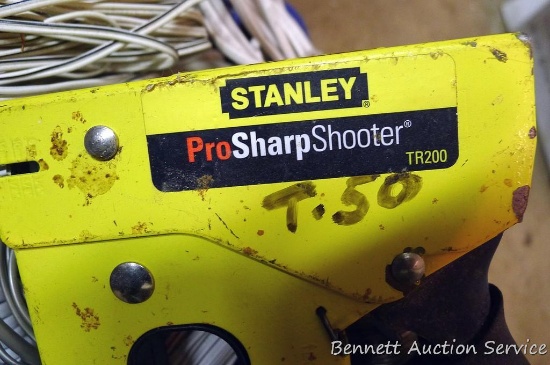 STANLEY®
ProSharpShooter®
TR200
T-50
Bennett Auction Service